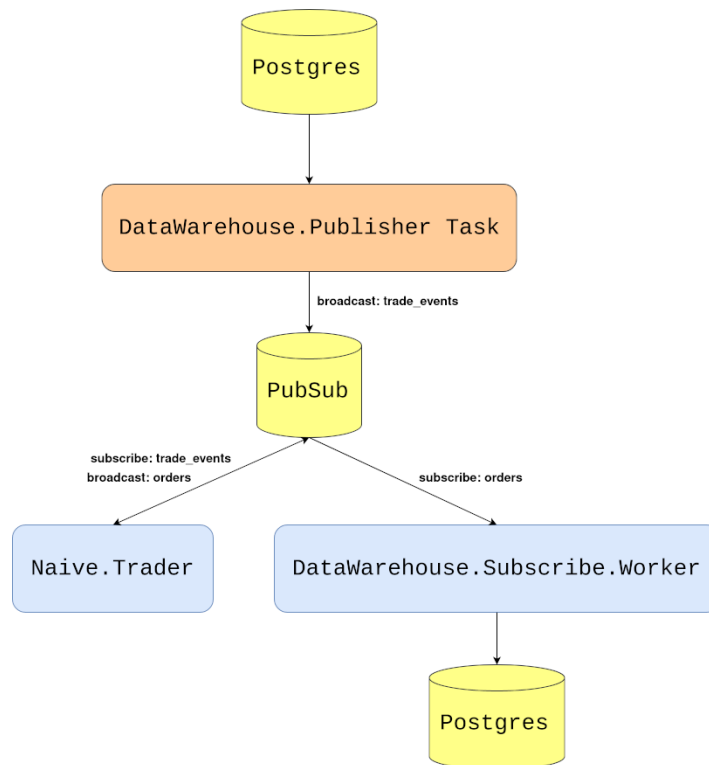 Postgres
DataWarehouse.Publisher Task
broadcast: trade_events
PubSub
subscribe: trade_events
broadcast: orders
subscribe: orders
Naive.Trader
DataWarehouse.Subscribe.Worker
Postgres